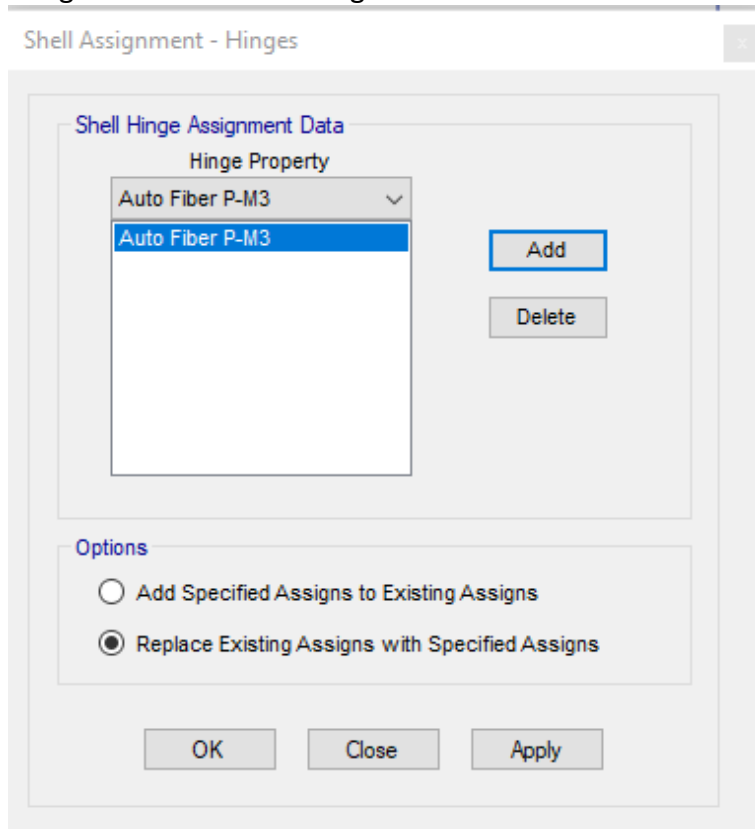 Shell Assignment - Hinges
x
Shell Hinge Assignment Data
Hinge Property
Auto Fiber P-M3
Auto Fiber P-M3
Add
Delete
Options
Add Specified Assigns to Existing Assigns
Replace Existing Assigns with Specified Assigns
OK Close Apply